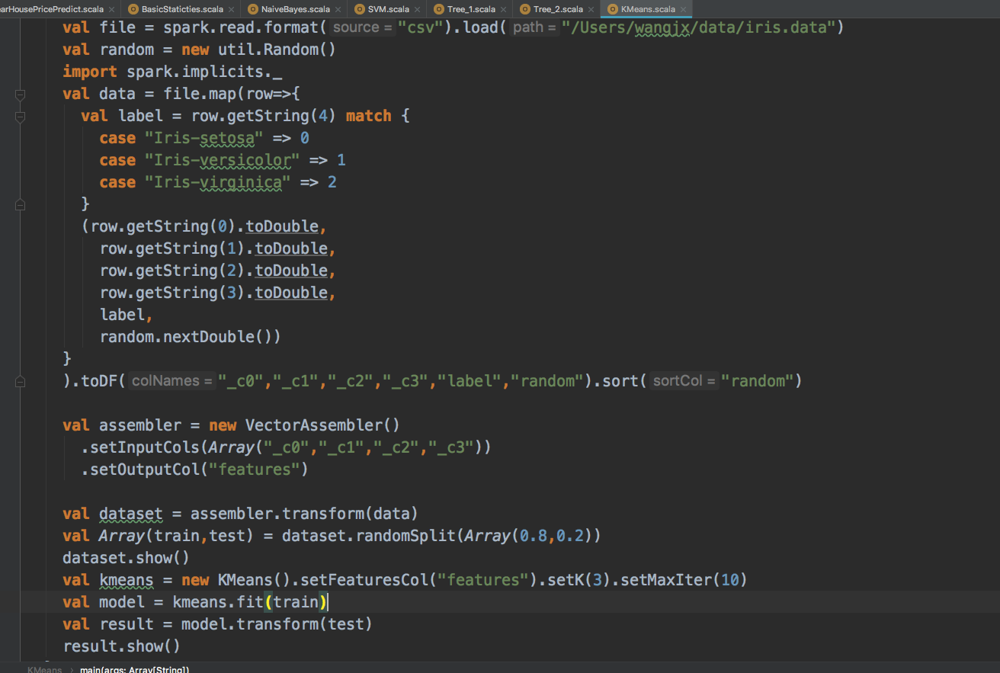 earHousePricePredict.scala × BasicStaticties.scala × NaiveBayes.scala × SVM.scala × Tree_1.scala × Tree_2.scala × KMeans.scala ×
val file = spark.read.format( source = "csv").load( path = "/Users/wangjx/data/iris.data")
val random = new util.Random()
import spark.implicits._
val data = file.map(row=>{
val label = row.getString(4) match {
case "Iris-setosa" => 0
case "Iris-versicolor" => 1
case "Iris-virginica" => 2
}
(row.getString(0).toDouble,
row.getString(1).toDouble,
row.getString(2).toDouble,
row.getString(3).toDouble,
label,
random.nextDouble())
}
).toDF( colNames = "_c0","_c1","_c2","_c3","label","random").sort( sortCol = "random")
val assembler = new VectorAssembler()
.setInputCols(Array("_c0","_c1","_c2","_c3"))
.setOutputCol("features")
val dataset = assembler.transform(data)
val Array(train,test) = dataset.randomSplit(Array(0.8,0.2))
dataset.show()
val kmeans = new KMeans().setFeaturesCol("features").setK(3).setMaxIter(10)
val model = kmeans.fit(train)
val result = model.transform(test)
result.show()
KMeans › main(args: Array[String])